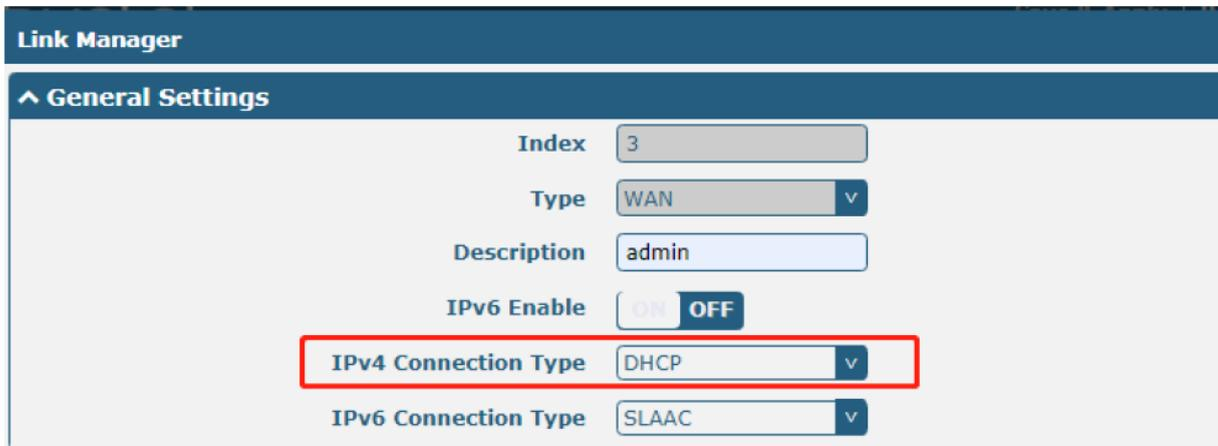 Link Manager
General Settings
Index 3
Type WAN v
Description admin
IPv6 Enable ON OFF
IPv4 Connection Type DHCP v
IPv6 Connection Type SLAAC v